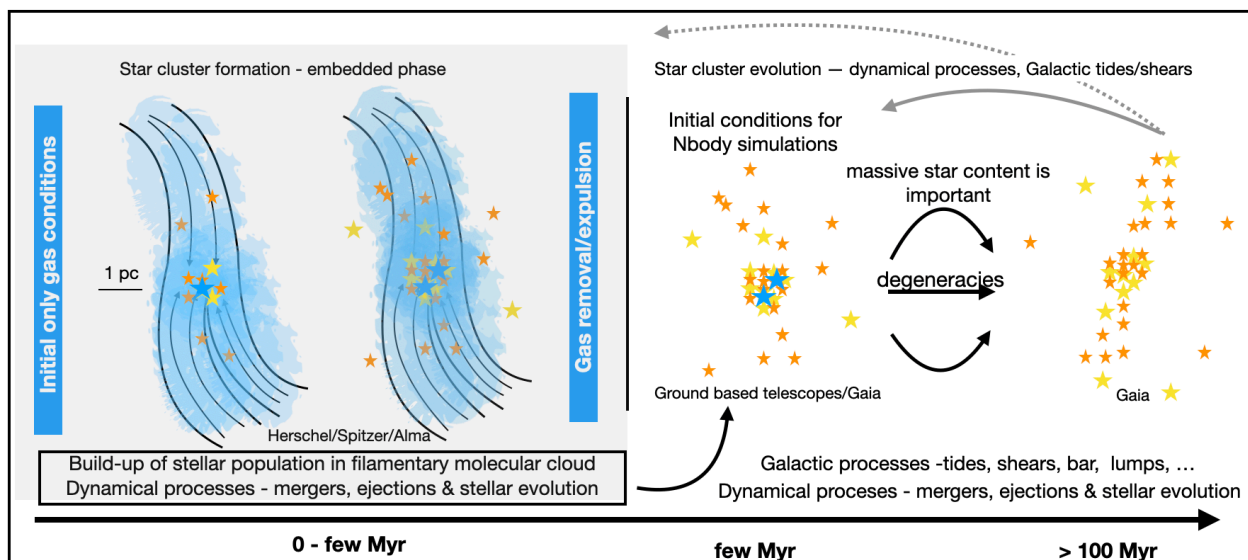 Star cluster formation - embedded phase
Initial only gas conditions
1 pc
Gas removal/expulsion
Herschel/Spitzer/Alma
Build-up of stellar population in filamentary molecular cloud
Dynamical processes - mergers, ejections & stellar evolution
Star cluster evolution — dynamical processes, Galactic tides/shears
Initial conditions for
Nbody simulations
massive star content is
important
degeneracies
Ground based telescopes/Gaia
Gaia
Galactic processes -tides, shears, bar, lumps, ...
Dynamical proceses - mergers, ejections & stellar evolution
0 - few Myr
few Myr
> 100 Myr